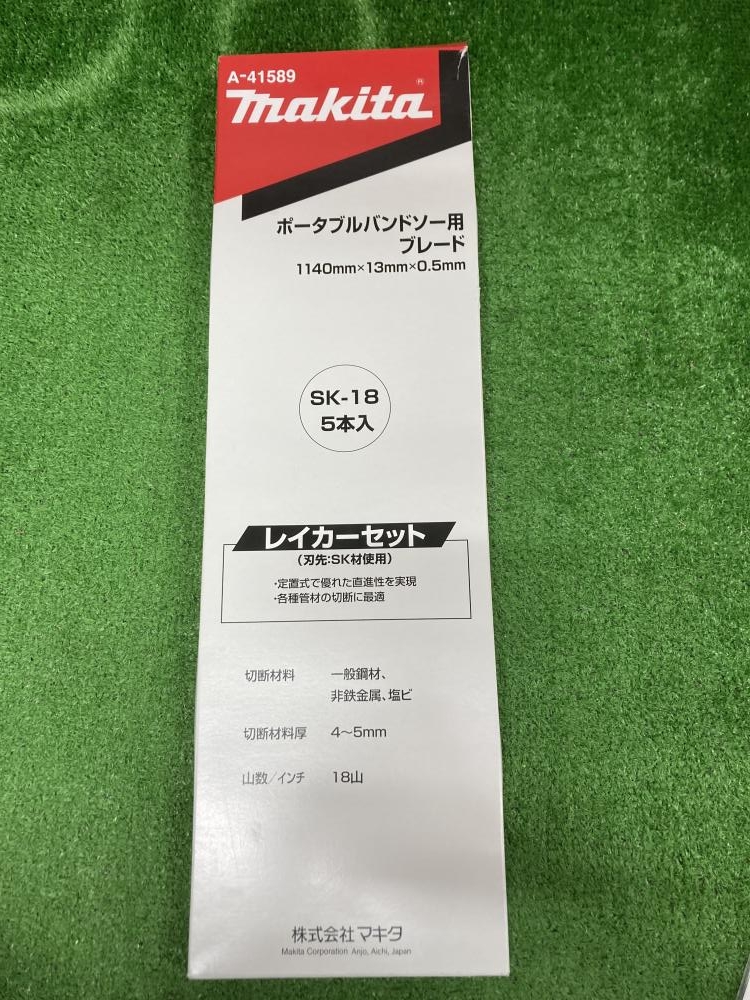 A-41589
makita®
ポータブルバンドソー用
ブレード
1140mm×13mm×0.5mm
SK-18
5本入
レイカーセット
(刃先:SK材使用)
・定置式で優れた直進性を実現
・各種管材の切断に最適
切断材料 一般鋼材、
非鉄金属、塩ビ
切断材料厚 4〜5mm
山数/インチ 18山
株式会社マキタ
Makita Corporation Anjo, Aichi, Japan